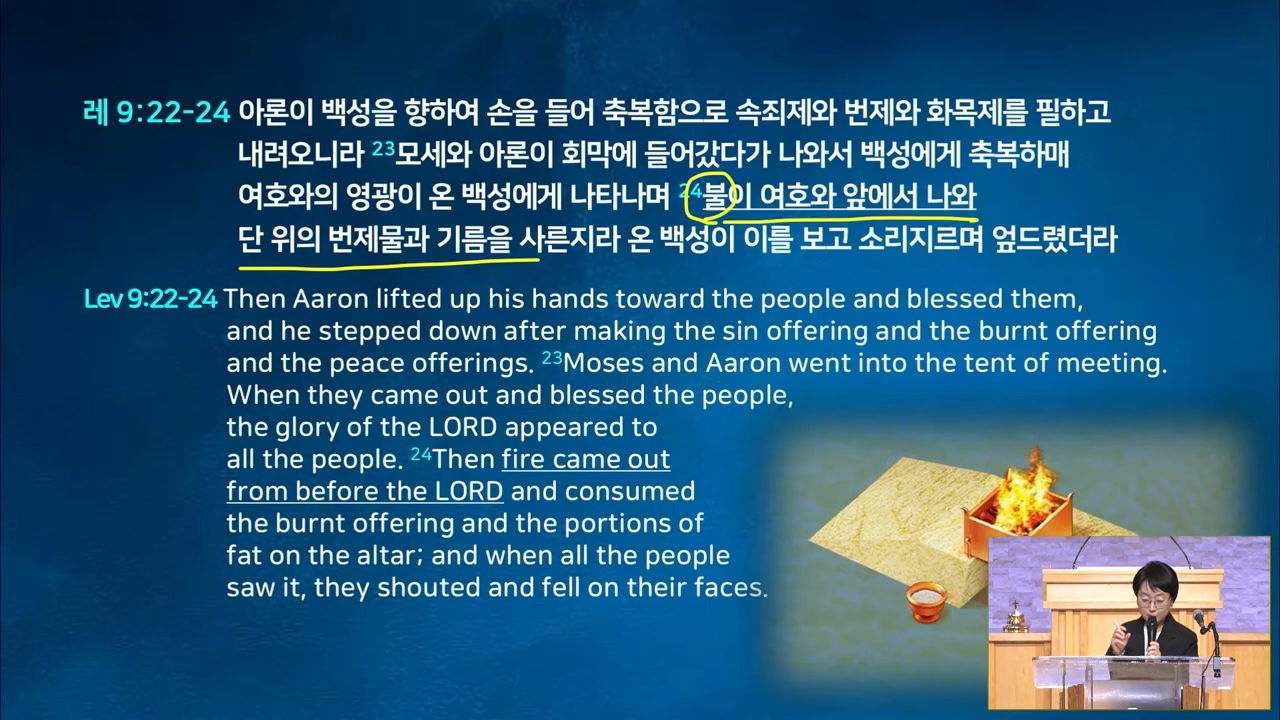 레 9:22-24 아론이 백성을 향하여 손을 들어 축복함으로 속죄제와 번제와 화목제를 필하고
내려오니라 23모세와 아론이 회막에 들어갔다가 나와서 백성에게 축복하매
여호와의 영광이 온 백성에게 나타나며 24불이 여호와 앞에서 나와
단 위의 번제물과 기름을 사른지라 온 백성이 이를 보고 소리지르며 엎드렸더라
Lev 9:22-24 Then Aaron lifted up his hands toward the people and blessed them,
and he stepped down after making the sin offering and the burnt offering
and the peace offerings. 23Moses and Aaron went into the tent of meeting.
When they came out and blessed the people,
the glory of the LORD appeared to
all the people. 24Then fire came out
from before the LORD and consumed
the burnt offering and the portions of
fat on the altar; and when all the people
saw it, they shouted and fell on their faces.